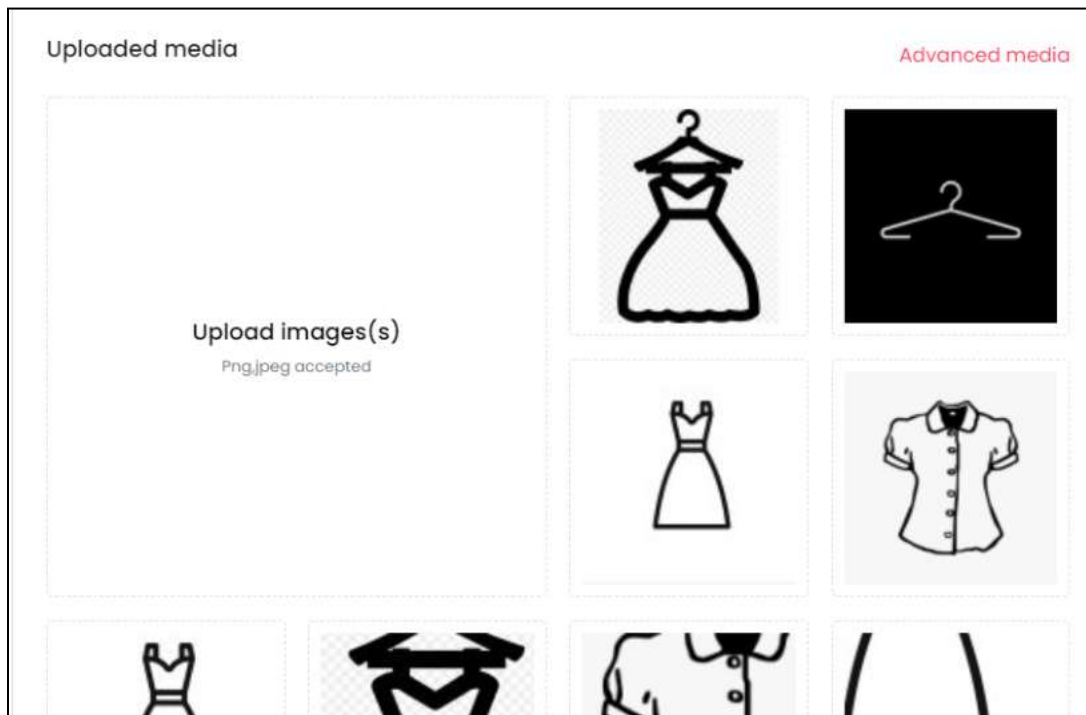 Uploaded media
Advanced media
Upload images(s)
Png,jpeg accepted